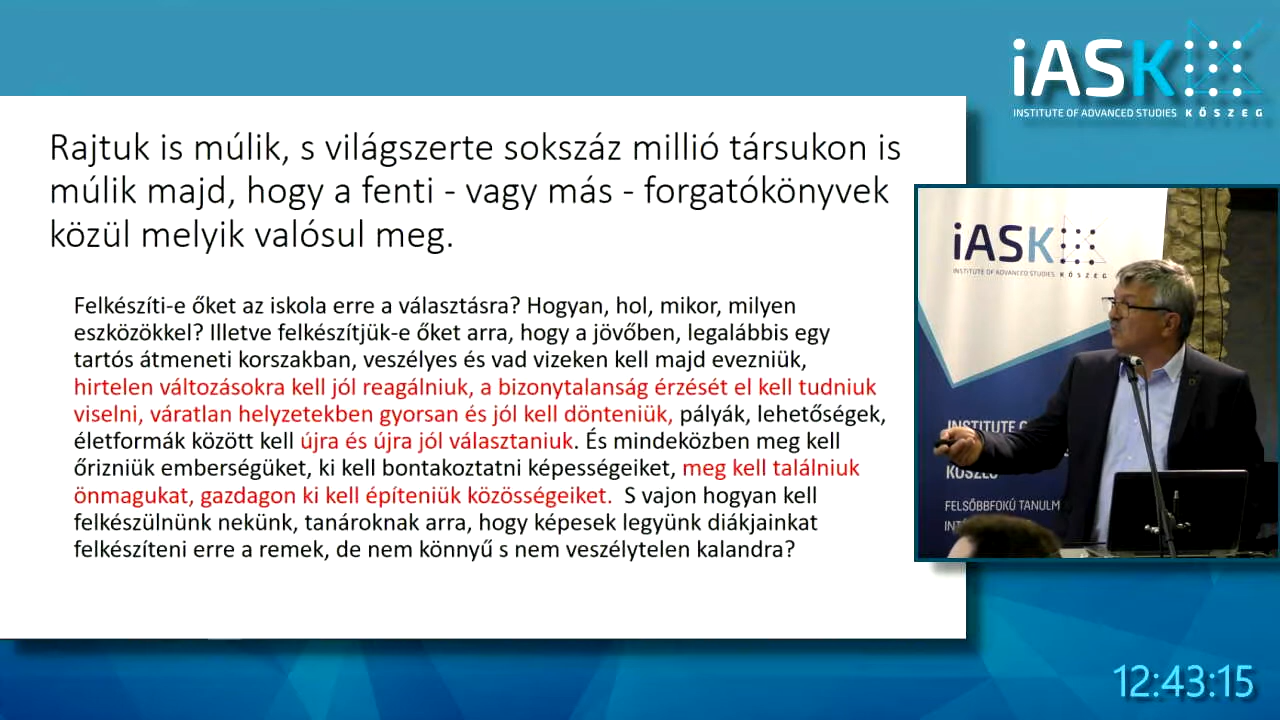 iASK
INSTITUTE OF ADVANCED STUDIES KŐSZEG
Rajtuk is múlik, s világszerte sokszáz millió társukon is
múlik majd, hogy a fenti - vagy más - forgatókönyvek
közül melyik valósul meg.
Felkészíti-e őket az iskola erre a választásra? Hogyan, hol, mikor, milyen
eszközökkel? Illetve felkészítjük-e őket arra, hogy a jövőben, legalábbis egy
tartós átmeneti korszakban, veszélyes és vad vizeken kell majd evezniük,
hirtelen változásokra kell jól reagálniuk, a bizonytalanság érzését el kell tudniuk
viselni, váratlan helyzetekben gyorsan és jól kell dönteniük, pályák, lehetőségek,
életformák között kell újra és újra jól választaniuk. És mindeközben meg kell
őrizniük emberségüket, ki kell bontakoztatni képességeiket, meg kell találniuk
önmagukat, gazdagon ki kell építeniük közösségeiket. S vajon hogyan kell
felkészülnünk nekünk, tanároknak arra, hogy képesek legyünk diákjainkat
felkészíteni erre a remek, de nem könnyű s nem veszélytelen kalandra?
iASK
INSTITUTE OF ADVANCED STUDIES KŐSZEG
INSTITUTE
KŐSZEG
FELSŐBBFOKÚ TANULM
INT
12:43:15